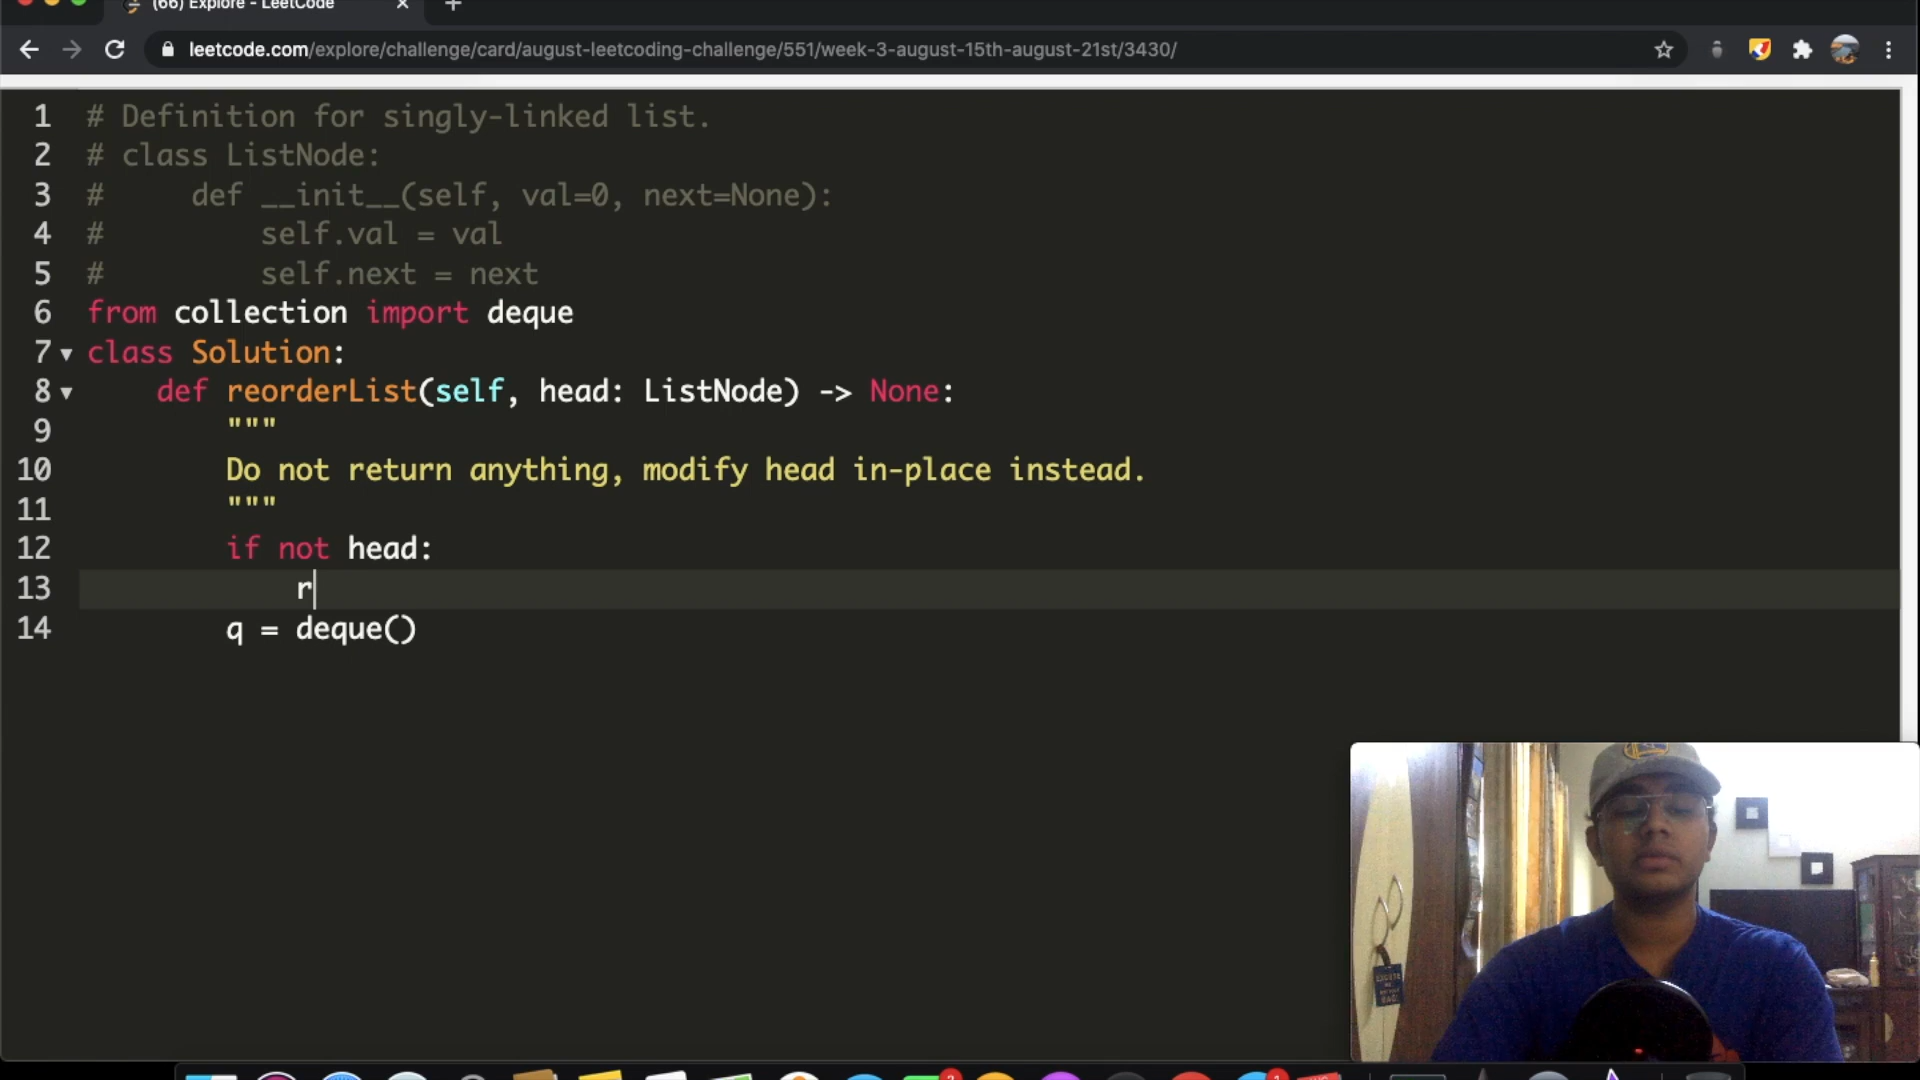 (66) Explore - LeetCode
leetcode.com/explore/challenge/card/august-leetcoding-challenge/551/week-3-august-15th-august-21st/3430/
1 # Definition for singly-linked list.
2 # class ListNode:
3 #     def __init__(self, val=0, next=None):
4 #         self.val = val
5 #         self.next = next
6 from collection import deque
7 class Solution:
8     def reorderList(self, head: ListNode) -> None:
9         """
10         Do not return anything, modify head in-place instead.
11         """
12         if not head:
13             r
14         q = deque()